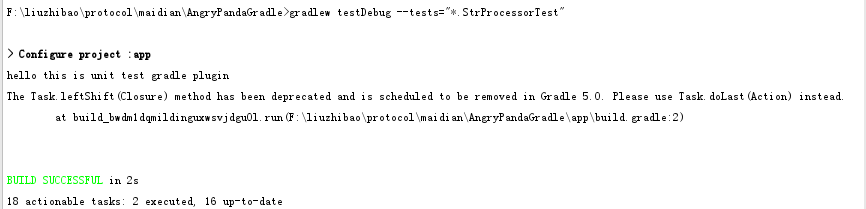 F:\liuzhibao\protocol\maidian\AngryPandaGradle>gradlew testDebug --tests="*.StrProcessorTest"
> Configure project :app
hello this is unit test gradle plugin
The Task.leftShift(Closure) method has been deprecated and is scheduled to be removed in Gradle 5.0. Please use Task.doLast(Action) instead.
at build_bwdm1dqmildinguxwsvjdgu0l.run(F:\liuzhibao\protocol\maidian\AngryPandaGradle\app\build.gradle:2)
BUILD SUCCESSFUL in 2s
18 actionable tasks: 2 executed, 16 up-to-date